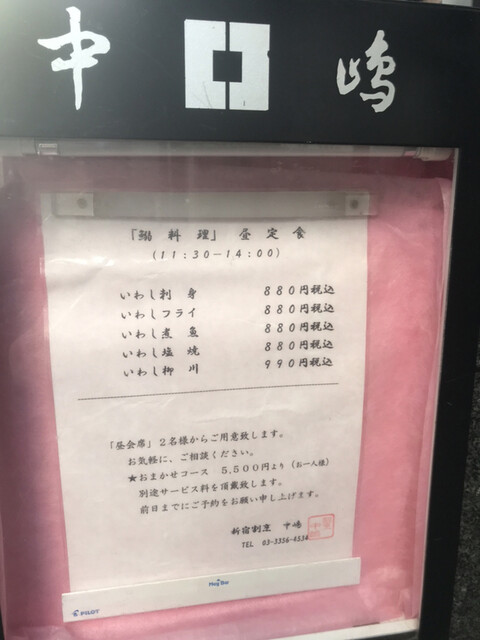 中嶋
「鰯料理」昼定食
(11:30-14:00)
いわし刺身 880円税込
いわしフライ 880円税込
いわし煮魚 880円税込
いわし塩焼 880円税込
いわし柳川 990円税込
「昼会席」2名様からご用意致します。
お気軽に、ご相談ください。
★おまかせコース 5,500円より(お一人様)
別途サービス料を頂戴致します。
前日までにご予約をお願い申し上げます。
新宿割烹 中嶋
TEL 03-3356-4534
Mag Bar
PILOT